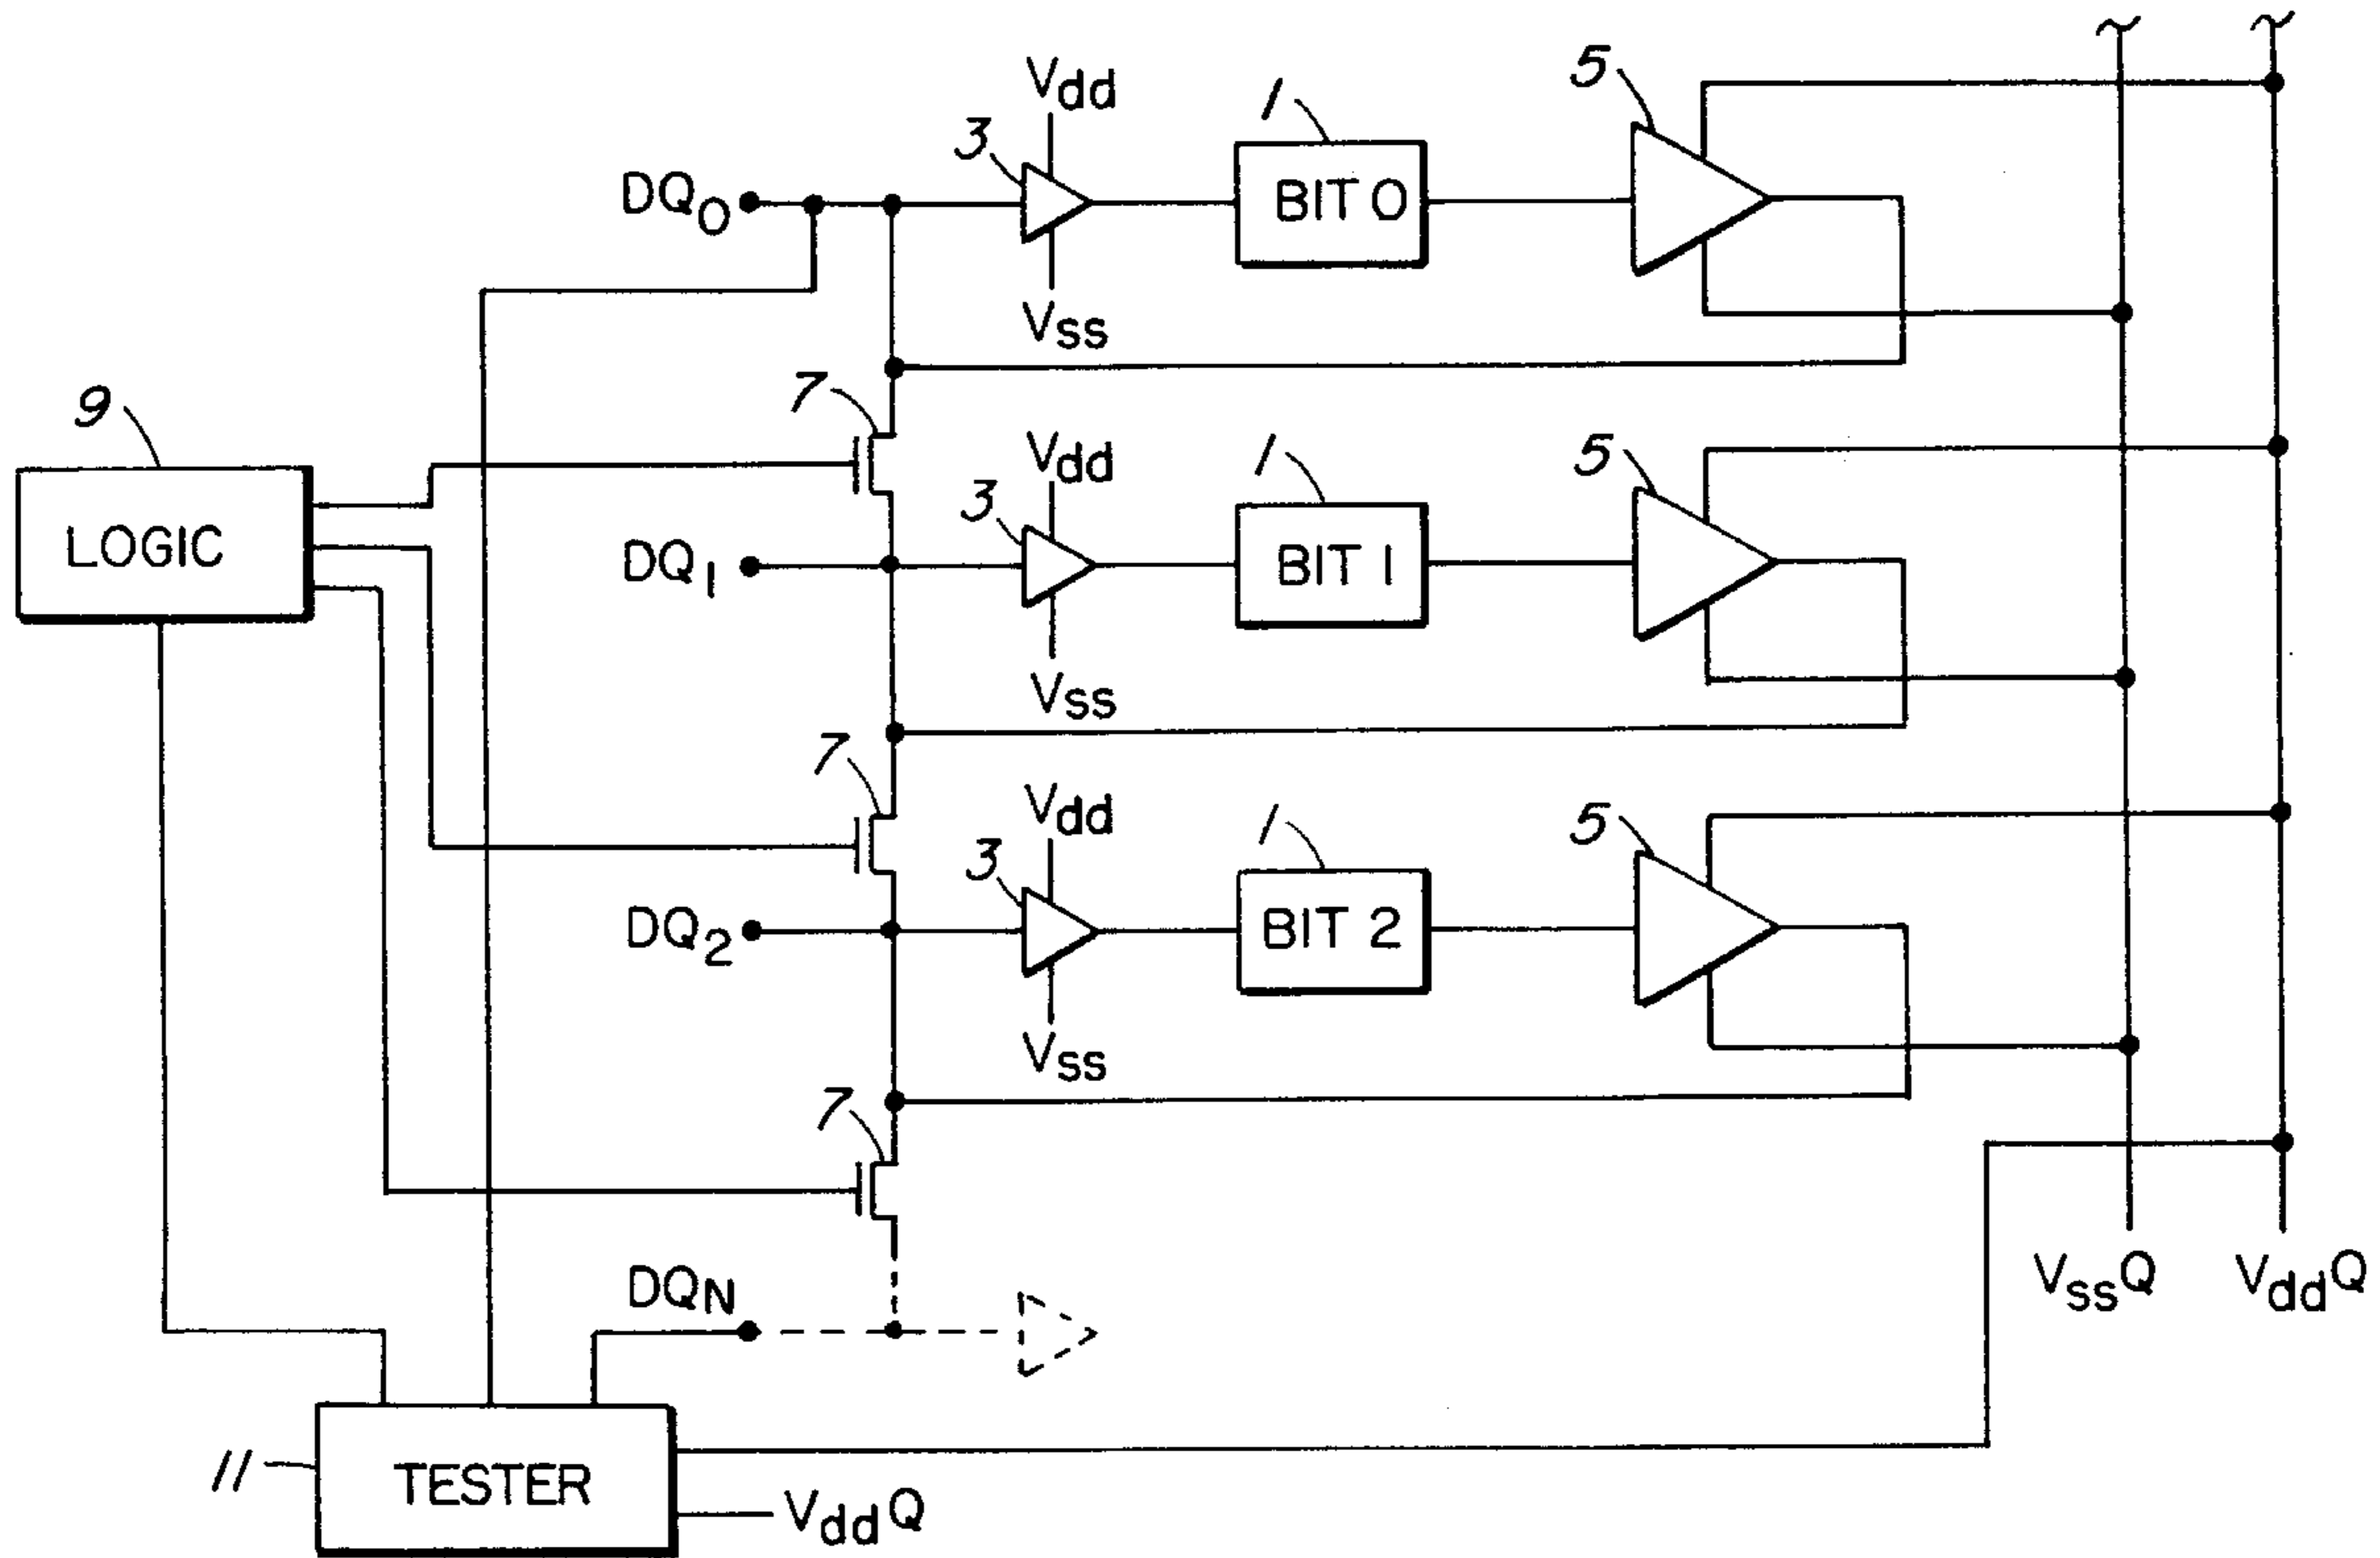 Vdd
5
1
3
DQ0
BIT 0
Vss
7
9
Vdd
1
5
3
LOGIC
DQ1
BIT 1
Vss
7
Vdd
1
5
3
DQ2
BIT 2
Vss
7
DQN
VssQ
VddQ
11
TESTER
VddQ